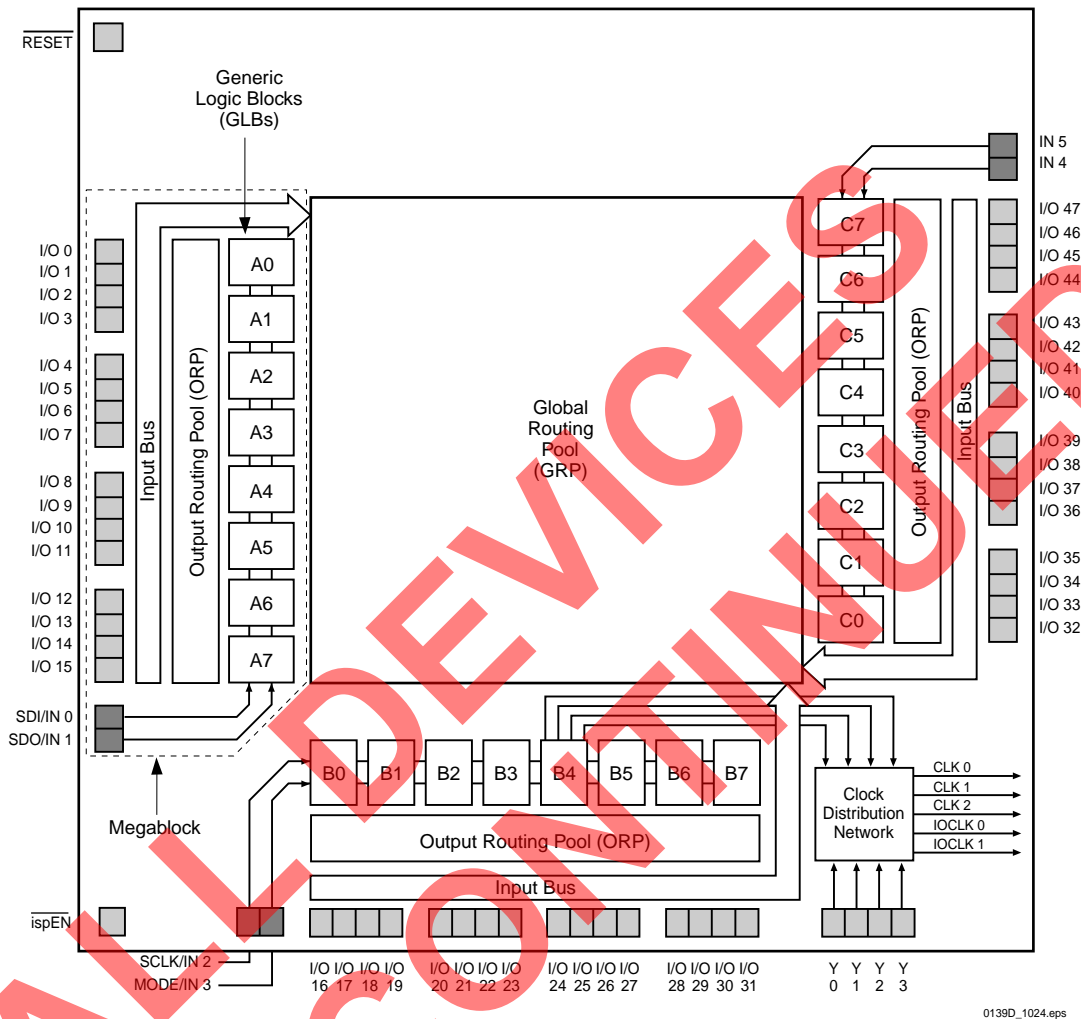 RESET
Generic
Logic Blocks
(GLBs)
IN 5
IN 4
I/O 0
I/O 1
I/O 2
I/O 3
I/O 4
I/O 5
I/O 6
I/O 7
I/O 8
I/O 9
I/O 10
I/O 11
I/O 12
I/O 13
I/O 14
I/O 15
SDI/IN 0
SDO/IN 1
Input Bus
Output Routing Pool (ORP)
A0
A1
A2
A3
A4
A5
A6
A7
Global
Routing
Pool
(GRP)
C7
C6
C5
C4
C3
C2
C1
C0
Output Routing Pool (ORP)
Input Bus
I/O 47
I/O 46
I/O 45
I/O 44
I/O 43
I/O 42
I/O 41
I/O 40
I/O 39
I/O 38
I/O 37
I/O 36
I/O 35
I/O 34
I/O 33
I/O 32
Megablock
B0 B1 B2 B3 B4 B5 B6 B7
Output Routing Pool (ORP)
Input Bus
Clock
Distribution
Network
CLK 0
CLK 1
CLK 2
IOCLK 0
IOCLK 1
ispEN
SCLK/IN 2
MODE/IN 3
I/O I/O I/O I/O I/O I/O I/O I/O I/O I/O I/O I/O I/O I/O I/O I/O
16 17 18 19 20 21 22 23 24 25 26 27 28 29 30 31
Y Y Y Y
0 1 2 3
0139D_1024.eps
ALL DEVICES
CONTINUED